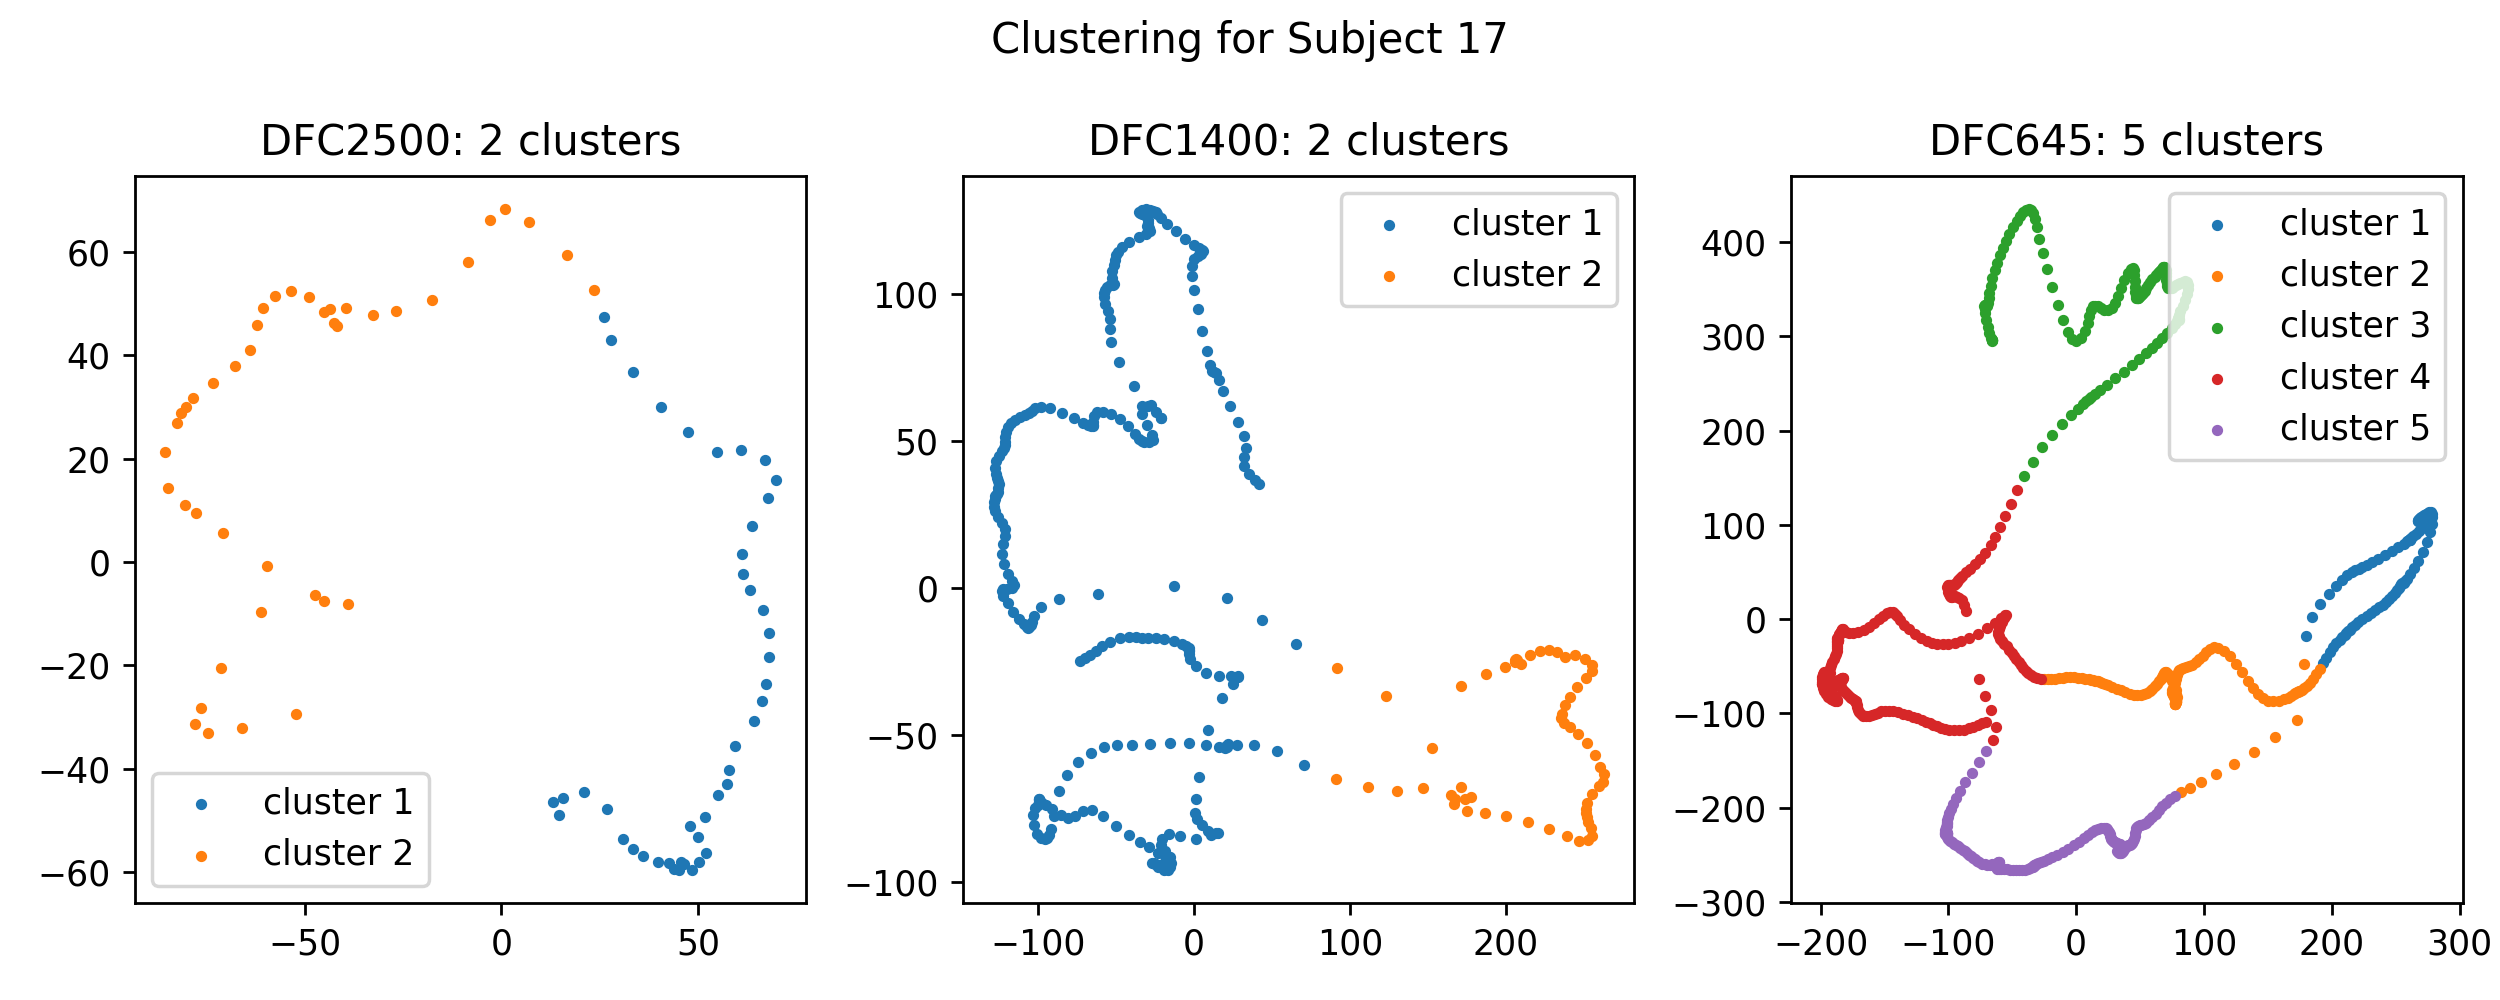 Clustering for Subject 17
DFC2500: 2 clusters
60
40
20
0
−20
−40
−60
−50
0
50
cluster 1
cluster 2
DFC1400: 2 clusters
100
50
0
−50
−100
−100
0
100
200
cluster 1
cluster 2
DFC645: 5 clusters
400
300
200
100
0
−100
−200
−300
−200
−100
0
100
200
300
cluster 1
cluster 2
cluster 3
cluster 4
cluster 5